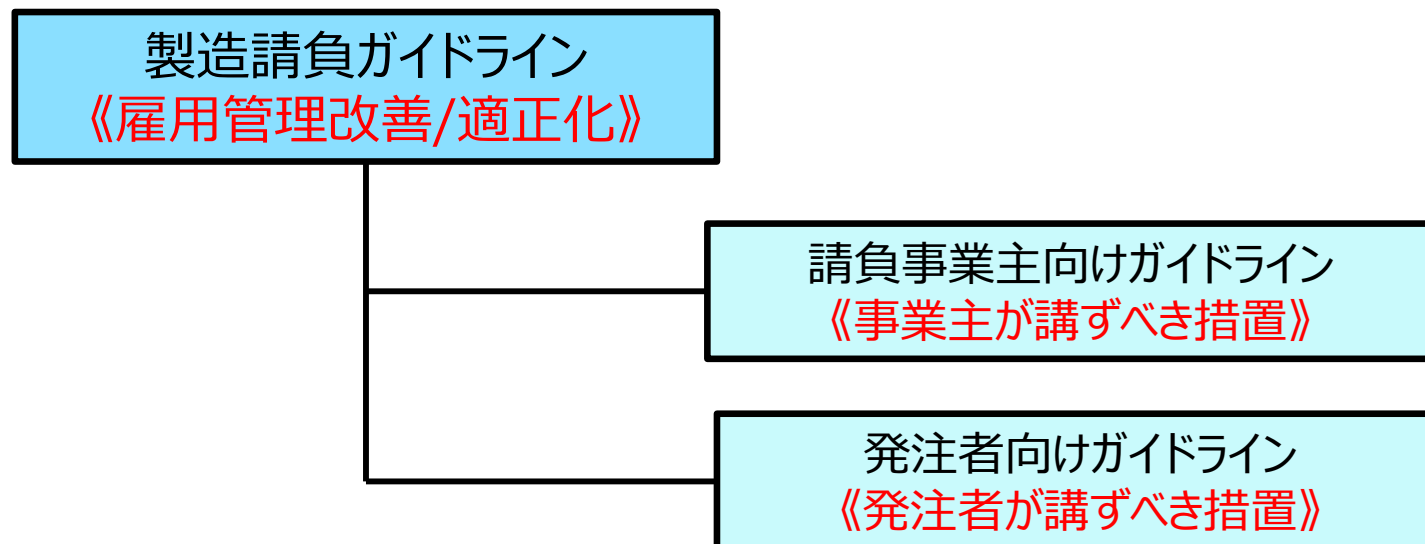 製造請負ガイドライン
《雇用管理改善/適正化》
請負事業主向けガイドライン
《事業主が講ずべき措置》
発注者向けガイドライン
《発注者が講ずべき措置》